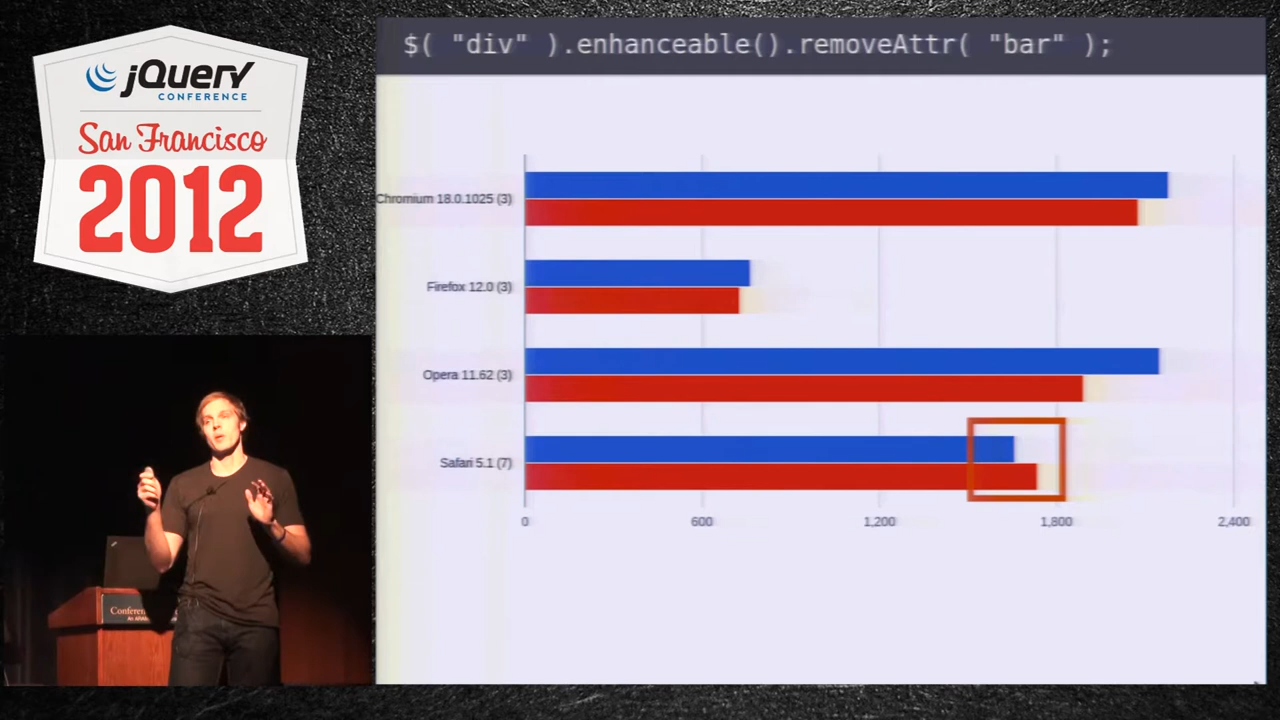 jQuery
CONFERENCE
San Francisco
2012
$( "div" ).enhanceable().removeAttr( "bar" );
Chromium 18.0.1025 (3)
Firefox 12.0 (3)
Opera 11.62 (3)
Safari 5.1 (7)
0 600 1,200 1,800 2,400